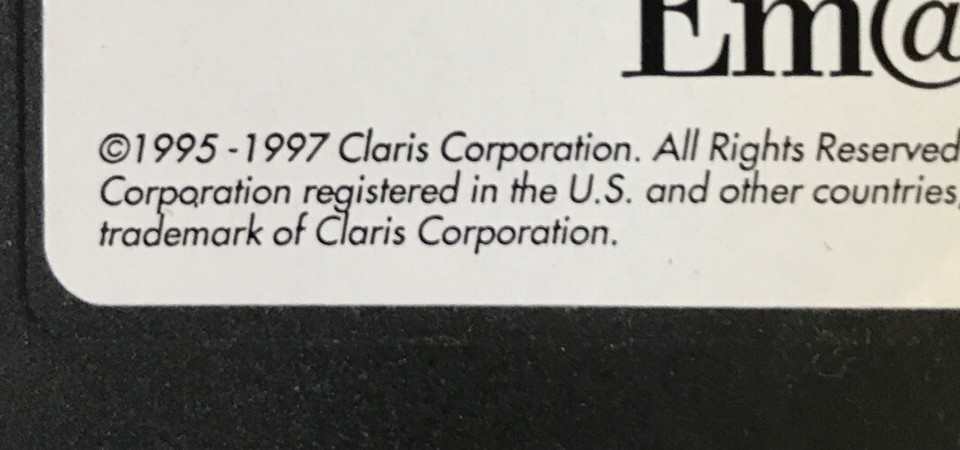 Em@
©1995-1997 Claris Corporation. All Rights Reserved
Corporation registered in the U.S. and other countries,
trademark of Claris Corporation.